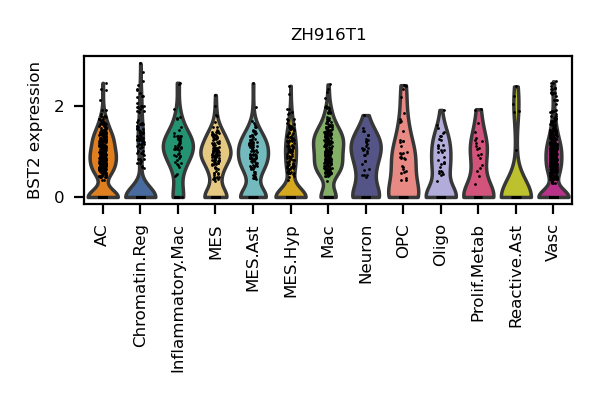 ZH916T1
BST2 expression
2
0
AC
Chromatin.Reg
Inflammatory.Mac
MES
MES.Ast
MES.Hyp
Mac
Neuron
OPC
Oligo
Prolif.Metab
Reactive.Ast
Vasc